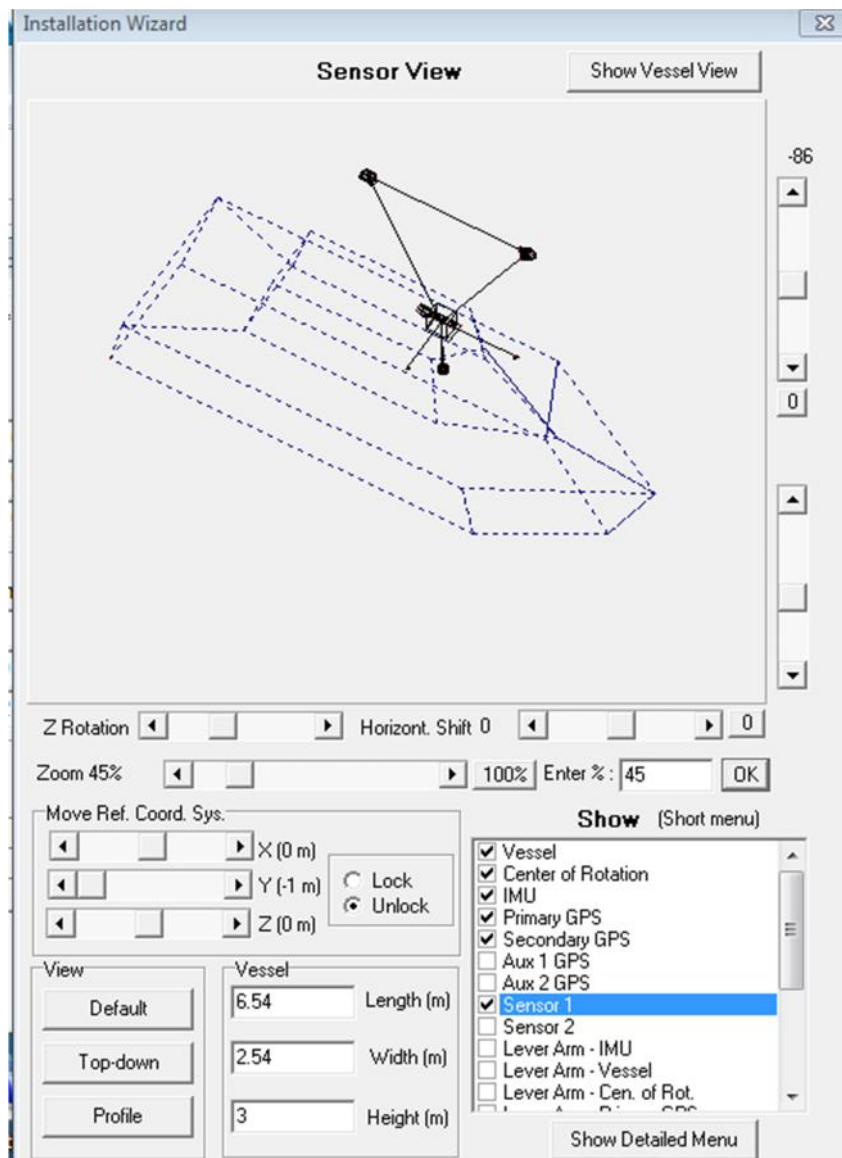 Installation Wizard
Sensor View
Show Vessel View
-86
0
Z Rotation
Horizont. Shift 0
0
Zoom 45%
100%
Enter % :
45
OK
Move Ref. Coord. Sys.
X (0 m)
Y (-1 m)
Z (0 m)
Lock
Unlock
Show (Short menu)
Vessel
Center of Rotation
IMU
Primary GPS
Secondary GPS
Aux 1 GPS
Aux 2 GPS
Sensor 1
Sensor 2
Lever Arm - IMU
Lever Arm - Vessel
Lever Arm - Cen. of Rot.
View
Default
Top-down
Profile
Vessel
6.54 Length (m)
2.54 Width (m)
3 Height (m)
Show Detailed Menu